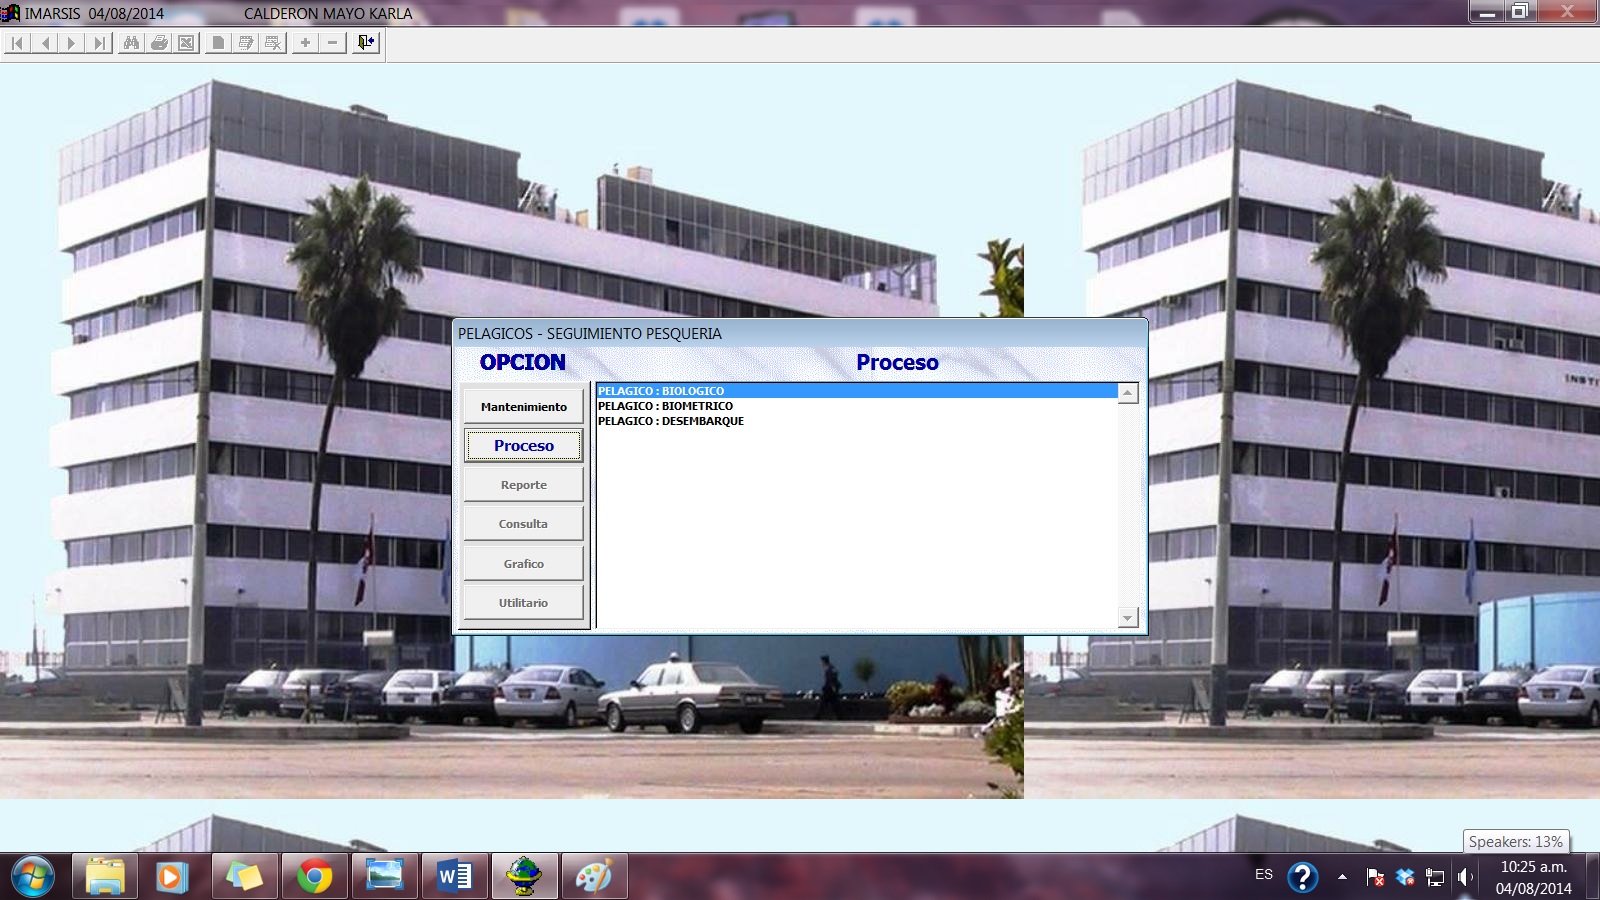 IMARSIS 04/08/2014 CALDERON MAYO KARLA
PELAGICOS - SEGUIMIENTO PESQUERIA
OPCION Proceso
Mantenimiento
Proceso
Reporte
Consulta
Grafico
Utilitario
PELAGICO : BIOLOGICO
PELAGICO : BIOMETRICO
PELAGICO : DESEMBARQUE
INSTI
Speakers: 13%
ES
10:25 a.m.
04/08/2014